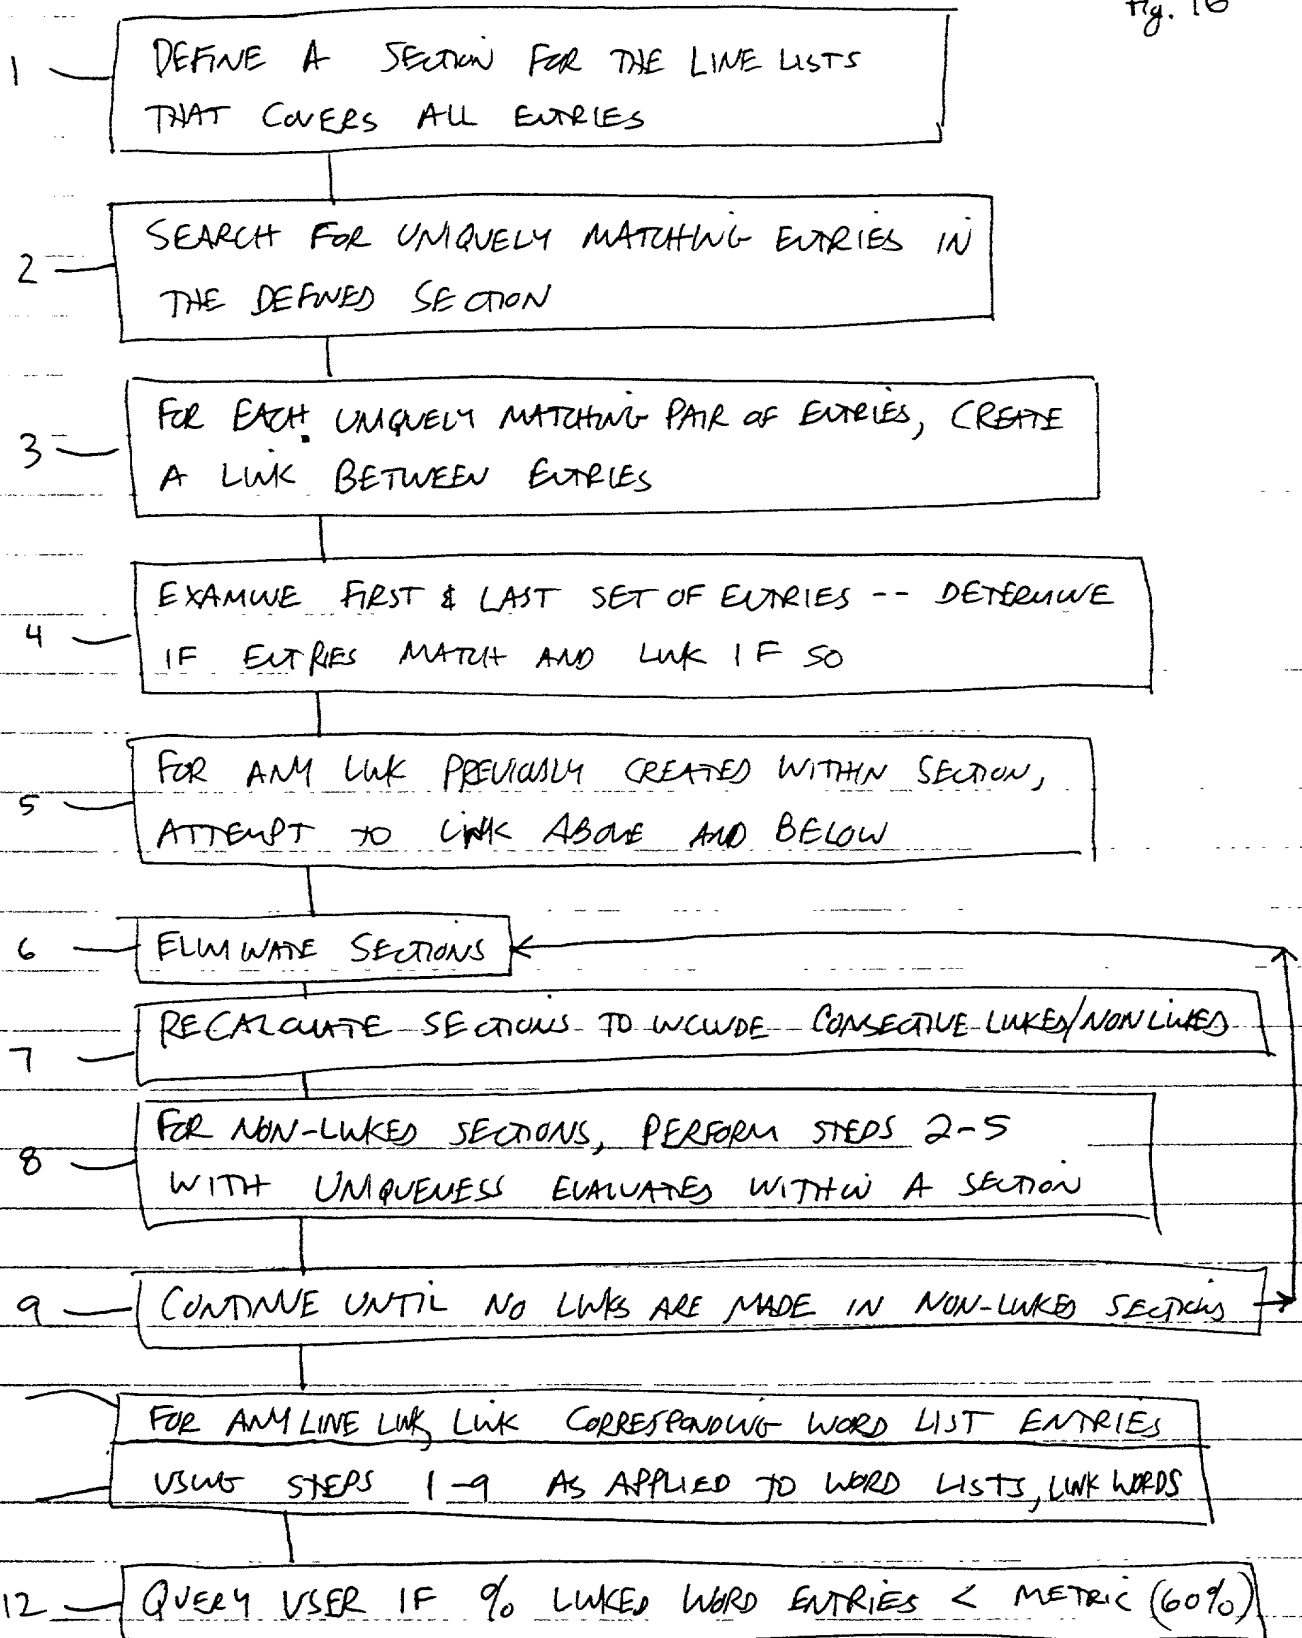 Fig. 16
1 DEFINE A SECTION FOR THE LINE LISTS
THAT COVERS ALL ENTRIES
2 SEARCH FOR UNIQUELY MATCHING ENTRIES IN
THE DEFINED SECTION
3 FOR EACH UNIQUELY MATCHING PAIR OF ENTRIES, CREATE
A LINK BETWEEN ENTRIES
4 EXAMINE FIRST & LAST SET OF ENTRIES -- DETERMINE
IF ENTRIES MATCH AND LINK IF SO
5 FOR ANY LINK PREVIOUSLY CREATED WITHIN SECTION,
ATTEMPT TO LINK ABOVE AND BELOW
6 ELIMINATE SECTIONS
7 RECALCULATE SECTIONS TO INCLUDE CONSECTIVE LINKED/NON LINKED
8 FOR NON-LINKED SECTIONS, PERFORM STEPS 2-5
WITH UNIQUENESS EVALUATED WITHIN A SECTION
9 CONTINUE UNTIL NO LINKS ARE MADE IN NON-LINKED SECTIONS
FOR ANY LINE LINK, LINK CORRESPONDING WORD LIST ENTRIES
USING STEPS 1-9 AS APPLIED TO WORD LISTS, LINK WORDS
12 QUERY USER IF % LINKED WORD ENTRIES < METRIC (60%)